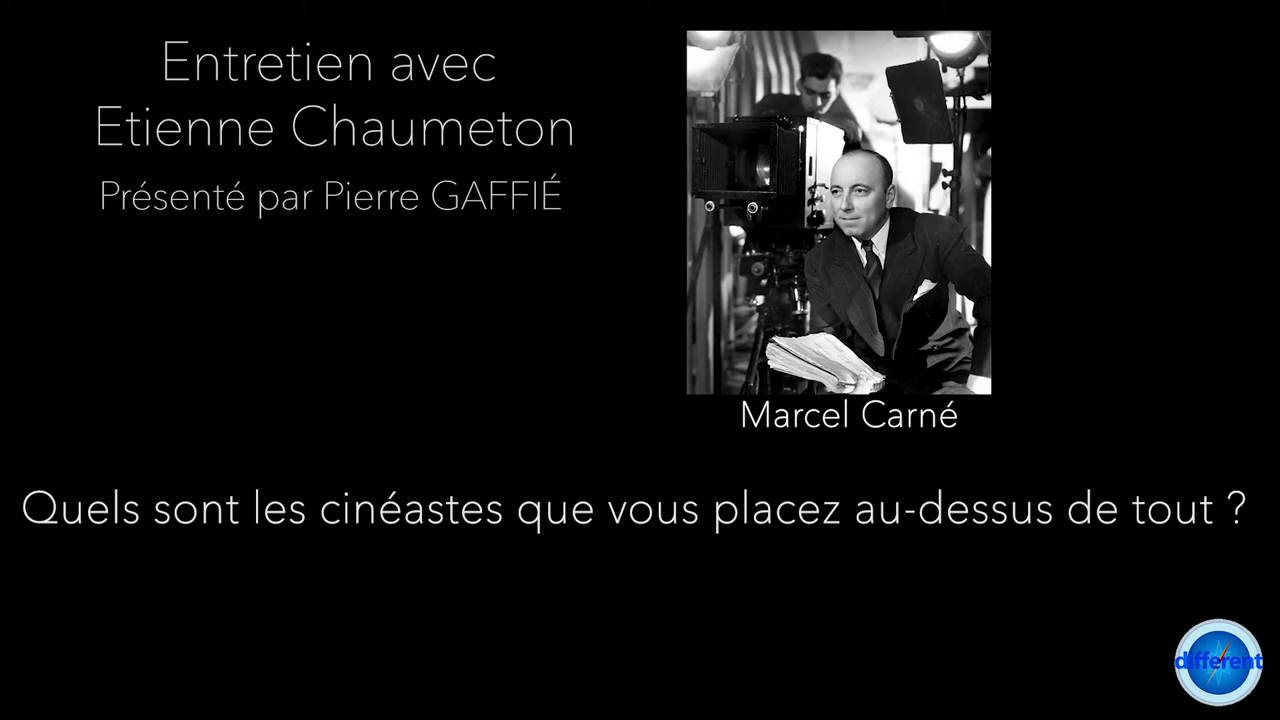 Entretien avec
Etienne Chaumeton
Présenté par Pierre GAFFIÉ
Marcel Carné
Quels sont les cinéastes que vous placez au-dessus de tout ?
different